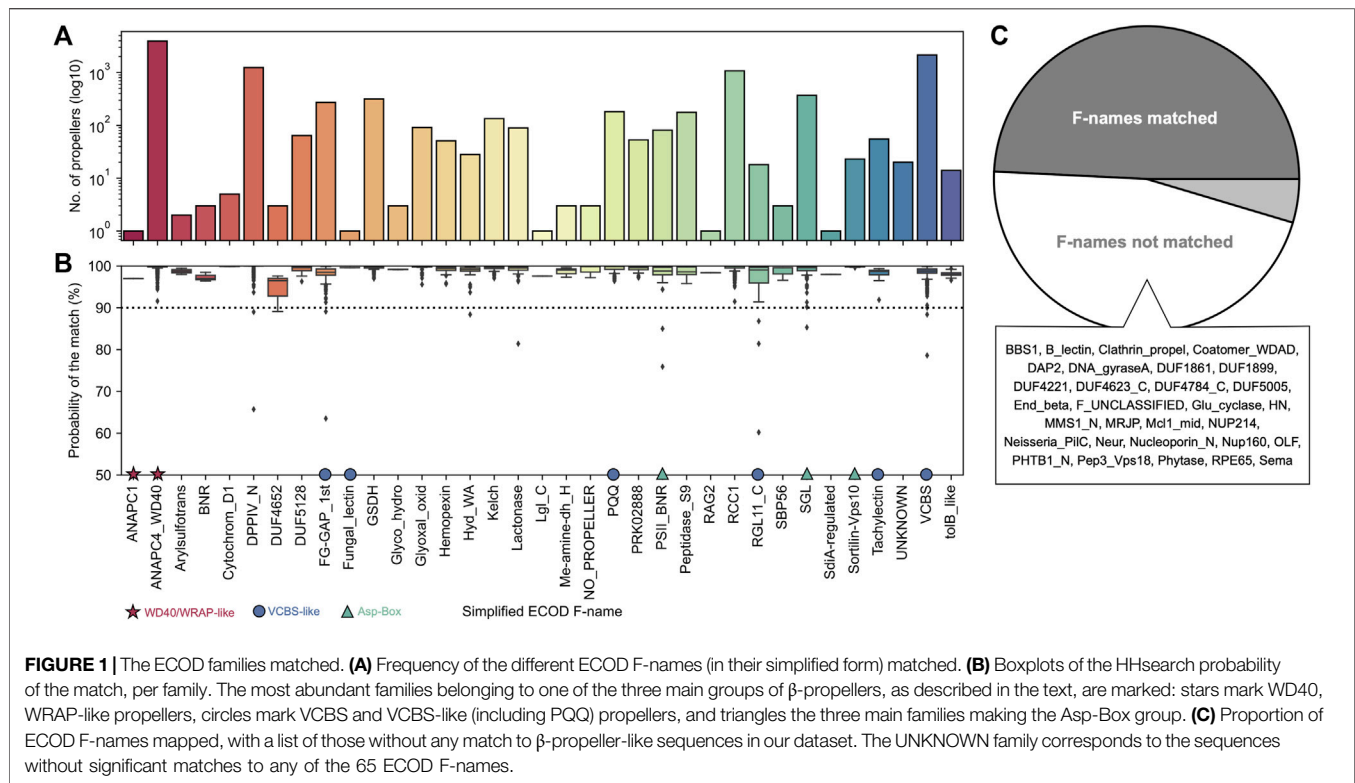 A
No. of propellers (log10)
10³
10²
10¹
10⁰
B
Probability of the match (%)
100
90
80
70
60
50
ANAPC1
ANAPC4_WD40
Arylsulfotrans
BNR
Cytochrom_D1
DPPIV_N
DUF4652
DUF5128
FG-GAP_1st
Fungal_lectin
GSDH
Glyco_hydro
Glyoxal_oxid
Hemopexin
Hyd_WA
Kelch
Lactonase
Lgl_C
Me-amine-dh_H
NO_PROPELLER
PQQ
PRK02888
PSII_BNR
Peptidase_S9
RAG2
RCC1
RGL11_C
SBP56
SGL
SdiA-regulated
Sortilin-Vps10
Tachylectin
UNKNOWN
VCBS
tolB_like
WD40/WRAP-like
VCBS-like
Asp-Box
Simplified ECOD F-name
C
F-names matched
F-names not matched
BBS1, B_lectin, Clathrin_propel, Coatomer_WDAD,
DAP2, DNA_gyraseA, DUF1861, DUF1899,
DUF4221, DUF4623_C, DUF4784_C, DUF5005,
End_beta, F_UNCLASSIFIED, Glu_cyclase, HN,
MMS1_N, MRJP, Mcl1_mid, NUP214,
Neisseria_PilC, Neur, Nucleoporin_N, Nup160, OLF,
PHTB1_N, Pep3_Vps18, Phytase, RPE65, Sema
FIGURE 1 | The ECOD families matched. (A) Frequency of the different ECOD F-names (in their simplified form) matched. (B) Boxplots of the HHsearch probability
of the match, per family. The most abundant families belonging to one of the three main groups of β-propellers, as described in the text, are marked: stars mark WD40,
WRAP-like propellers, circles mark VCBS and VCBS-like (including PQQ) propellers, and triangles the three main families making the Asp-Box group. (C) Proportion of
ECOD F-names mapped, with a list of those without any match to β-propeller-like sequences in our dataset. The UNKNOWN family corresponds to the sequences
without significant matches to any of the 65 ECOD F-names.